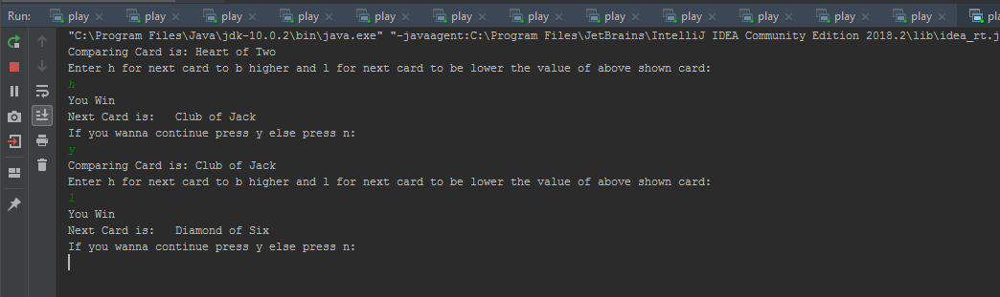 Run: play play play play play play play play play play play play pl
"C:\Program Files\Java\jdk-10.0.2\bin\java.exe" "-javaagent:C:\Program Files\JetBrains\IntelliJ IDEA Community Edition 2018.2\lib\idea_rt.j
Comparing Card is: Heart of Two
Enter h for next card to b higher and l for next card to be lower the value of above shown card:
h
You Win
Next Card is:   Club of Jack
If you wanna continue press y else press n:
y
Comparing Card is: Club of Jack
Enter h for next card to b higher and l for next card to be lower the value of above shown card:
l
You Win
Next Card is:   Diamond of Six
If you wanna continue press y else press n: